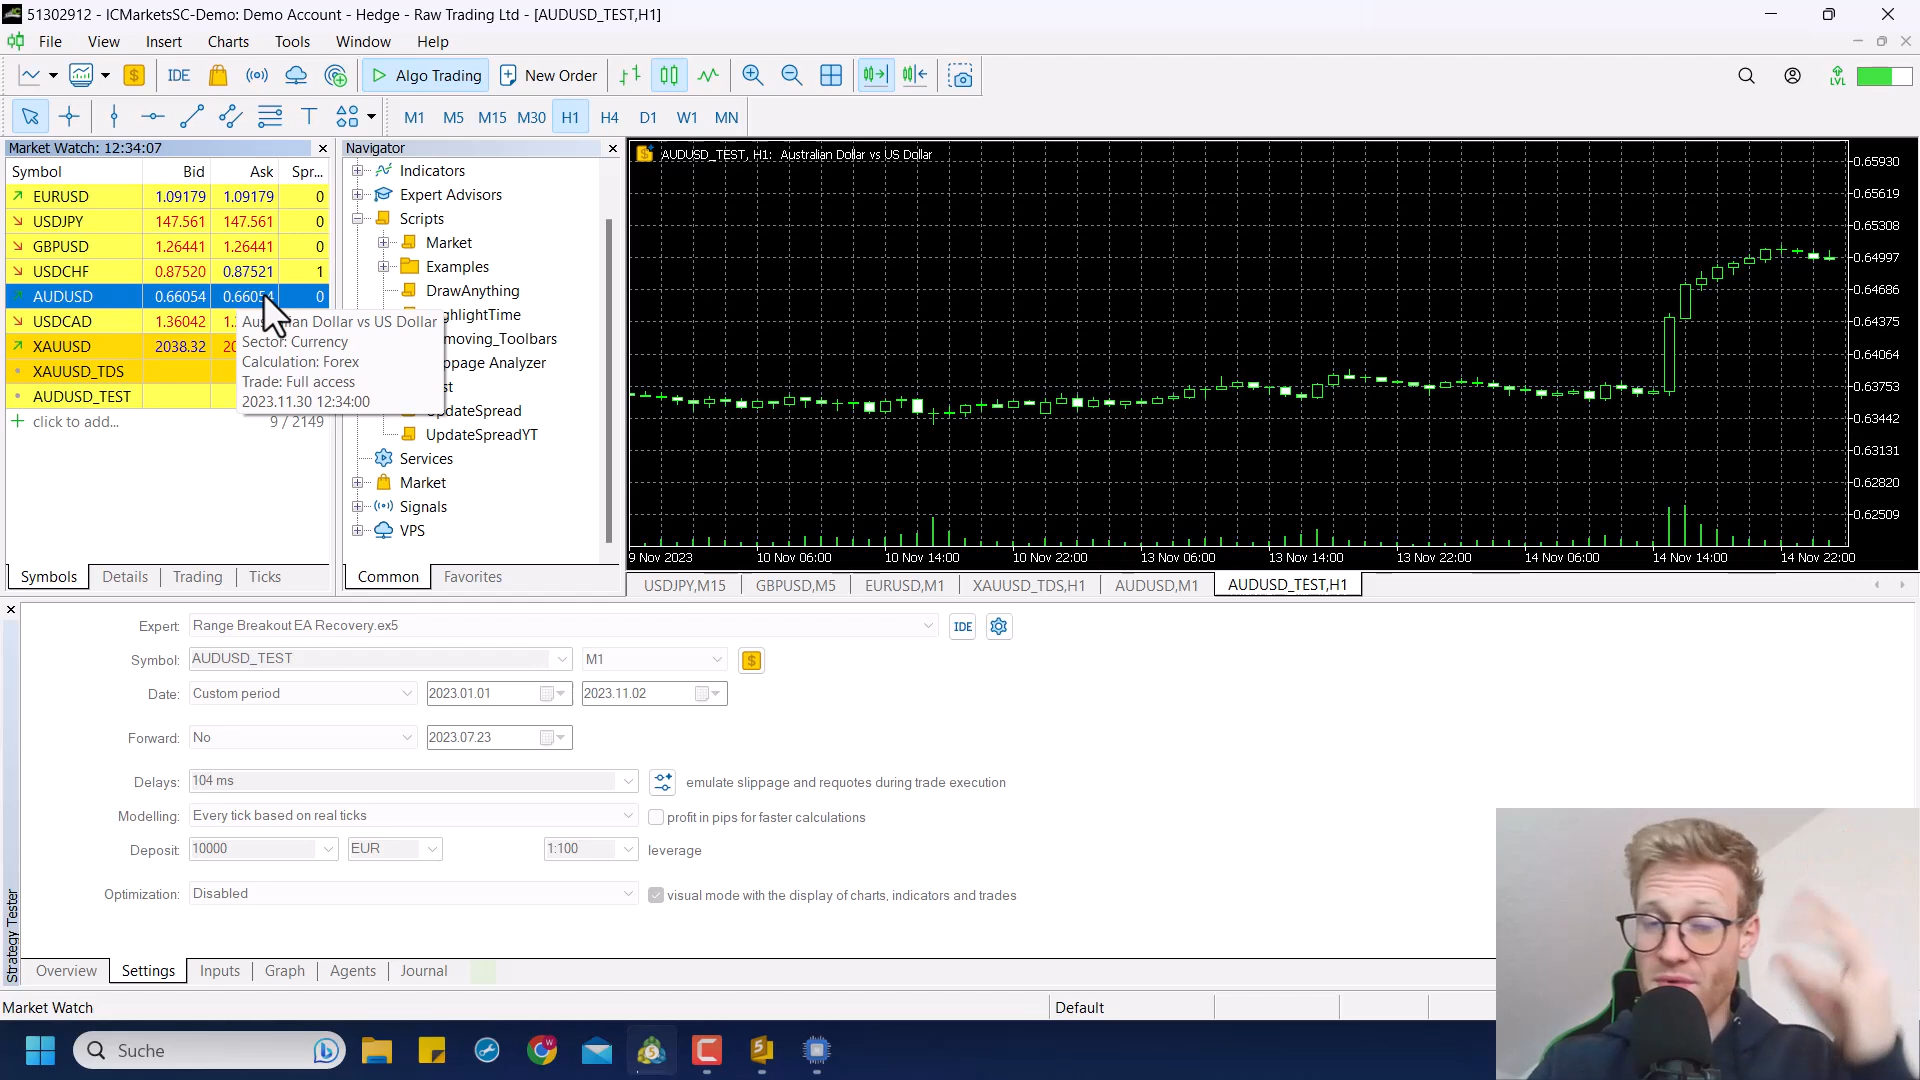 51302912 - ICMarketsSC-Demo: Demo Account - Hedge - Raw Trading Ltd - [AUDUSD_TEST,H1]
File View Insert Charts Tools Window Help
IDE Algo Trading New Order LVL
M1 M5 M15 M30 H1 H4 D1 W1 MN
Market Watch: 12:34:07
Symbol Bid Ask Spr...
EURUSD 1.09179 1.09179 0
USDJPY 147.561 147.561 0
GBPUSD 1.26441 1.26441 0
USDCHF 0.87520 0.87521 1
AUDUSD 0.66054 0.66054 0
USDCAD 1.36042 1.
XAUUSD 2038.32 20
XAUUSD_TDS
AUDUSD_TEST
click to add... 9 / 2149
Dollar vs US Dollar
Sector: Currency
Calculation: Forex
Trade: Full access
2023.11.30 12:34:00
Symbols Details Trading Ticks
Navigator
Indicators
Expert Advisors
Scripts
Market
Examples
DrawAnything
ghlightTime
moving_Toolbars
ppage Analyzer
st
UpdateSpread
UpdateSpreadYT
Services
Market
Signals
VPS
Common Favorites
AUDUSD_TEST, H1: Australian Dollar vs US Dollar
0.65930
0.65619
0.65308
0.64997
0.64686
0.64375
0.64064
0.63753
0.63442
0.63131
0.62820
0.62509
9 Nov 2023 10 Nov 06:00 10 Nov 14:00 10 Nov 22:00 13 Nov 06:00 13 Nov 14:00 13 Nov 22:00 14 Nov 06:00 14 Nov 14:00 14 Nov 22:00
USDJPY,M15 GBPUSD,M5 EURUSD,M1 XAUUSD_TDS,H1 AUDUSD,M1 AUDUSD_TEST,H1
Expert: Range Breakout EA Recovery.ex5 IDE
Symbol: AUDUSD_TEST M1
Date: Custom period 2023.01.01 2023.11.02
Forward: No 2023.07.23
Delays: 104 ms emulate slippage and requotes during trade execution
Modelling: Every tick based on real ticks profit in pips for faster calculations
Deposit: 10000 EUR 1:100 leverage
Optimization: Disabled visual mode with the display of charts, indicators and trades
Strategy Tester
Overview Settings Inputs Graph Agents Journal
Market Watch Default
Suche